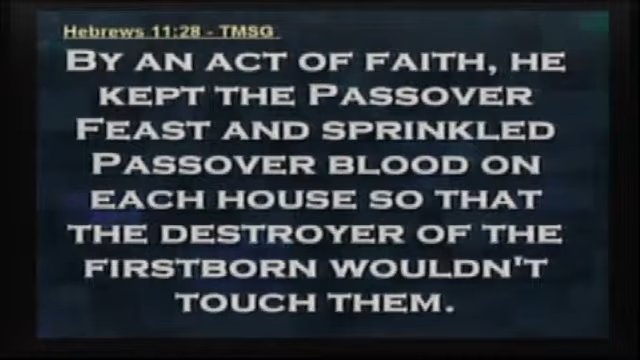 Hebrews 11:28 - TMSG
By an act of faith, he
kept the Passover
Feast and sprinkled
Passover blood on
each house so that
the destroyer of the
firstborn wouldn't
touch them.